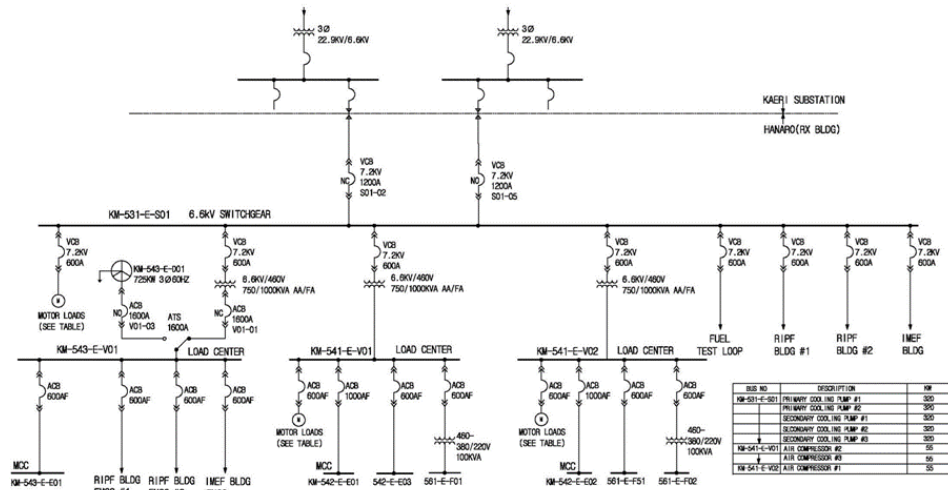 3Ø
22.9KV/6.6KV
3Ø
22.9KV/6.6KV
KAERI SUBSTATION
HANARO(RX BLDG)
VCB
7.2KV
1200A
S01-02
NC
VCB
7.2KV
1200A
S01-05
NO
KM-531-E-S01 6.6kV SWITCHGEAR
VCB
7.2KV
600A
VCB
7.2KV
600A
VCB
7.2KV
600A
VCB
7.2KV
600A
VCB
7.2KV
600A
VCB
7.2KV
600A
VCB
7.2KV
600A
VCB
7.2KV
600A
KM-543-E-D01
725KW 3Ø60HZ
6.6KV/460V
750/1000KVA AA/FA
6.6KV/460V
750/1000KVA AA/FA
6.6KV/460V
750/1000KVA AA/FA
M
MOTOR LOADS
(SEE TABLE)
NO
ACB
1600A
V01-03
ATS
1600A
NC
ACB
1600A
V01-01
FUEL
TEST LOOP
RIPF
BLDG #1
RIPF
BLDG #2
IMEF
BLDG
KM-543-E-V01 LOAD CENTER
KM-541-E-V01 LOAD CENTER
KM-541-E-V02 LOAD CENTER
ACB
600AF
ACB
600AF
ACB
600AF
ACB
600AF
ACB
600AF
ACB
1000AF
ACB
600AF
ACB
600AF
ACB
600AF
ACB
1000AF
ACB
600AF
ACB
600AF
M
MOTOR LOADS
(SEE TABLE)
460-
380/220V
100KVA
M
MOTOR LOADS
(SEE TABLE)
460-
380/220V
100KVA
MCC
KM-543-E-E01
RIPF BLDG
RIPF BLDG
IMEF BLDG
MCC
KM-542-E-E01
542-E-E03
561-E-F01
MCC
KM-542-E-E02
561-E-F51
561-E-F02
BUS NO DESCRIPTION KW
KM-531-E-S01 PRIMARY COOLING PUMP #1 320
PRIMARY COOLING PUMP #2 320
SECONDARY COOLING PUMP #1 320
SECONDARY COOLING PUMP #2 320
SECONDARY COOLING PUMP #3 320
KM-541-E-V01 AIR COMPRESSOR #2 55
AIR COMPRESSOR #3 55
KM-541-E-V02 AIR COMPRESSOR #1 55